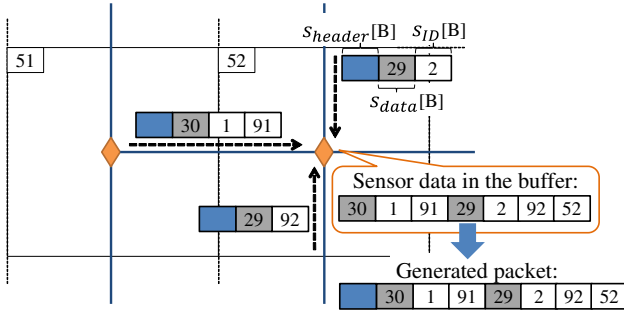 s_header[B] s_ID[B]
51 52
29 2
s_data[B]
30 1 91
Sensor data in the buffer:
30 1 91 29 2 92 52
29 92
Generated packet:
30 1 91 29 2 92 52